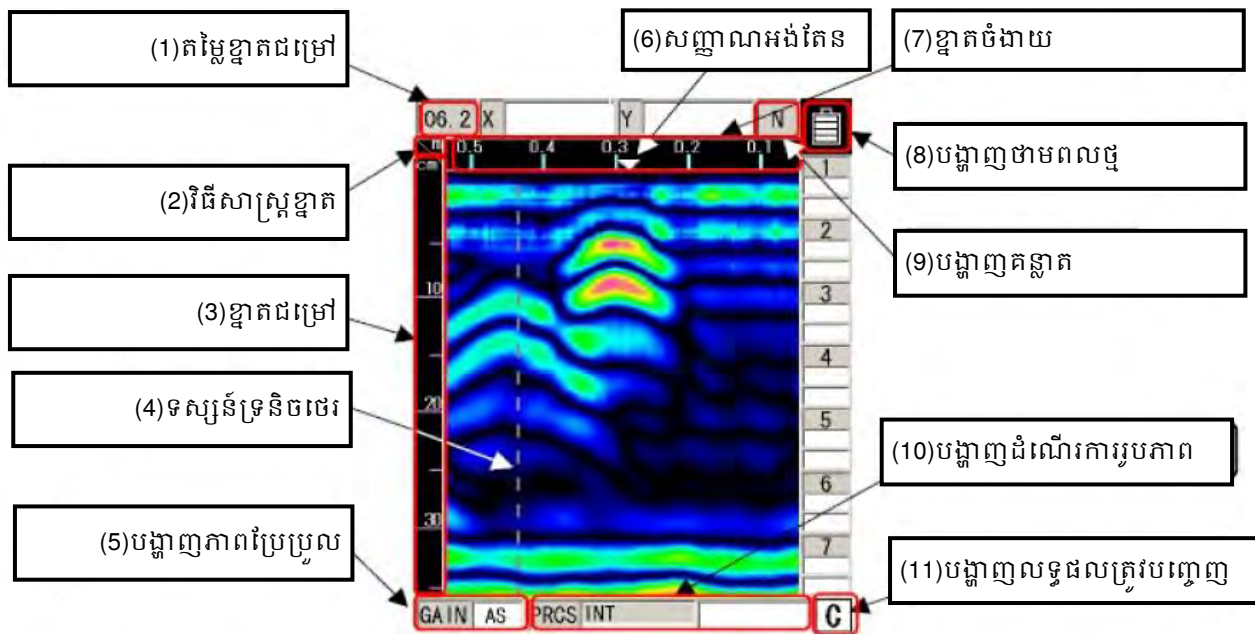 (1)តម្លៃខ្នាតជម្រៅ
(6)សញ្ញាណអង់តែន
(7)ខ្នាតចំងាយ
06.2 X Y N
m 0.5 0.4 0.3 0.2 0.1
cm
1
(8)បង្ហាញថាមពលថ្ម
(2)វិធីសាស្ត្រខ្នាត
2
(9)បង្ហាញគន្លាត
10
3
(3)ខ្នាតជម្រៅ
4
(4)ទស្សន៍ទ្រនិចថេរ
20
5
(10)បង្ហាញដំណើរការរូបភាព
6
(5)បង្ហាញភាពប្រែប្រួល
30
7
(11)បង្ហាញលទ្ធផលត្រូវបញ្ចេញ
GAIN AS PRCS INT C